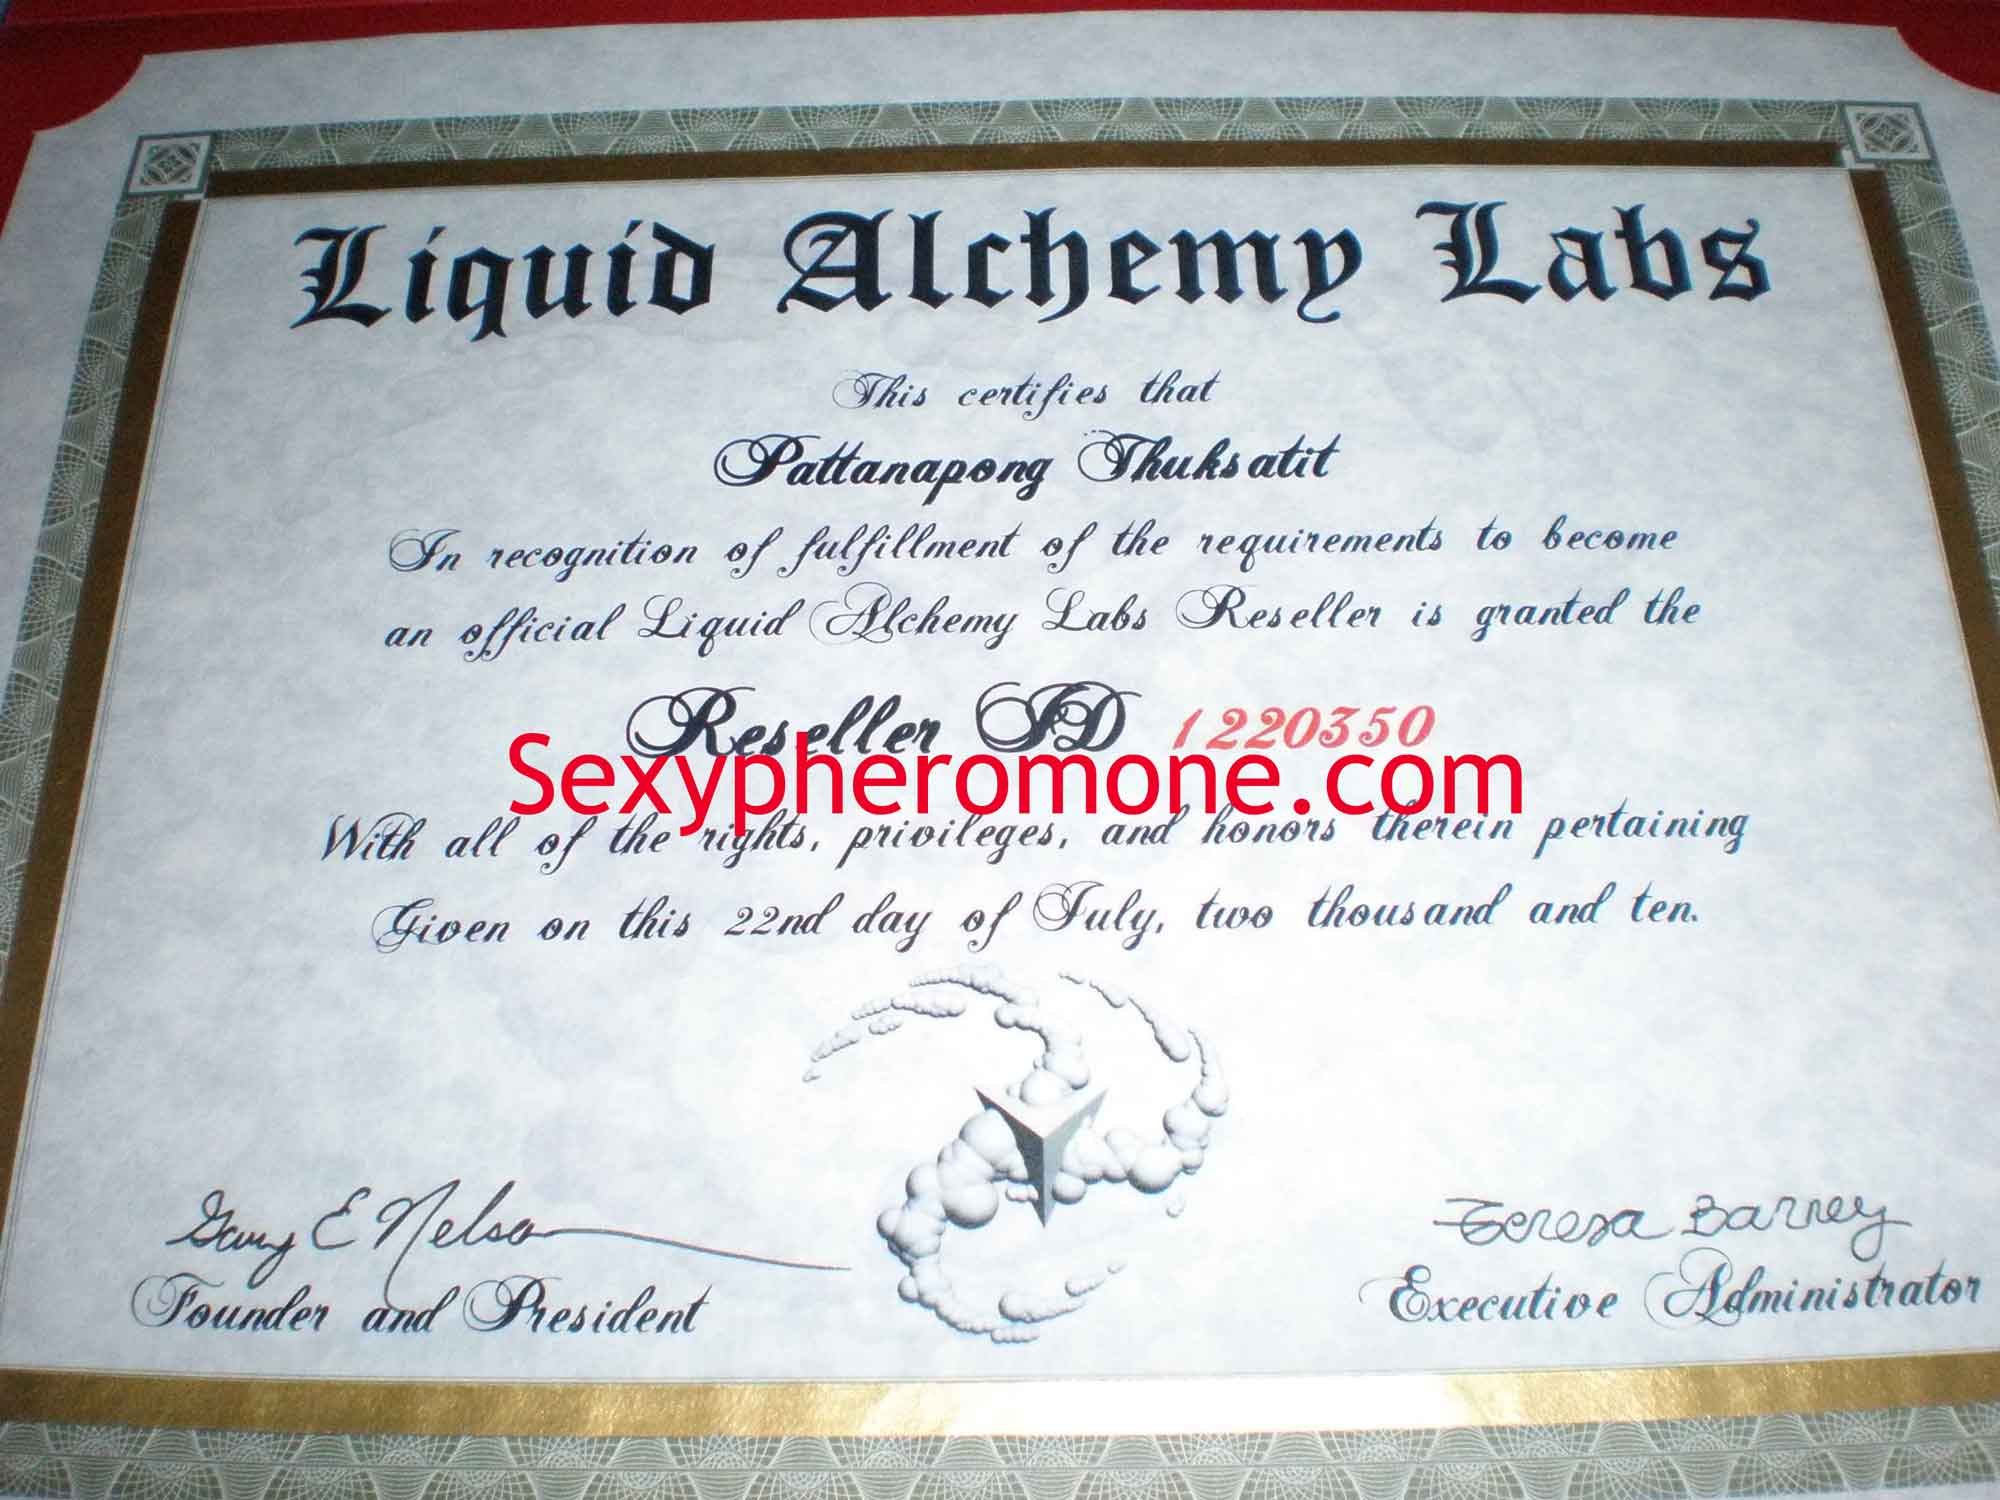 Liquid Alchemy Labs
This certifies that
Pattanapong Thuksatit
In recognition of fulfillment of the requirements to become
an official Liquid Alchemy Labs Reseller is granted the
Reseller ID 1220350
Sexypheromone.com
With all of the rights, privileges, and honors therein pertaining
Given on this 22nd day of July, two thousand and ten.
Gary E Nelson
Teresa Barney
Founder and President
Executive Administrator